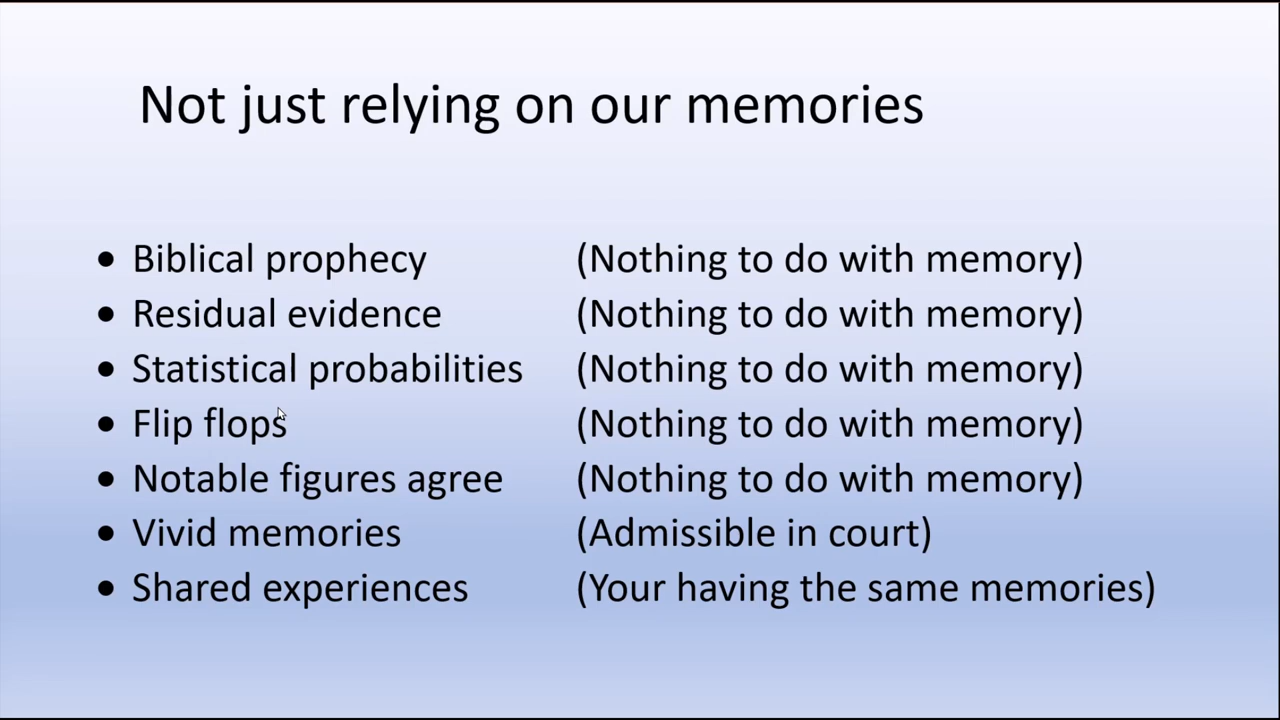 Not just relying on our memories
• Biblical prophecy (Nothing to do with memory)
• Residual evidence (Nothing to do with memory)
• Statistical probabilities (Nothing to do with memory)
• Flip flops (Nothing to do with memory)
• Notable figures agree (Nothing to do with memory)
• Vivid memories (Admissible in court)
• Shared experiences (Your having the same memories)